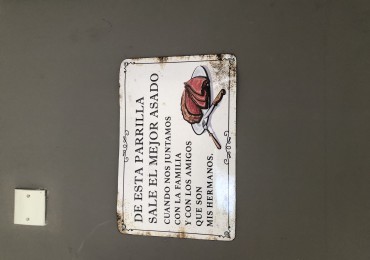 DE ESTA PARRILLA
SALE EL MEJOR ASADO
CUANDO NOS JUNTAMOS
CON LA FAMILIA
Y CON LOS AMIGOS
QUE SON
MIS HERMANOS.